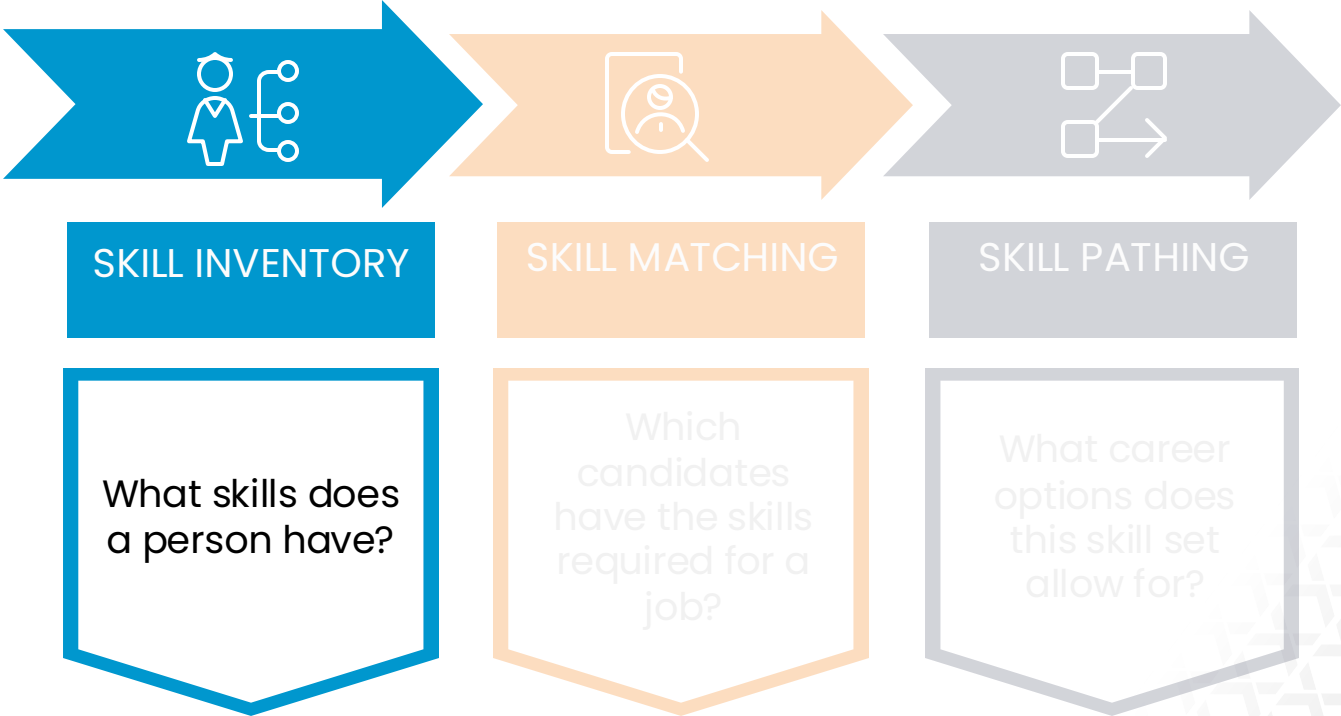 SKILL INVENTORY
SKILL MATCHING
SKILL PATHING
What skills does
a person have?
Which
candidates
have the skills
required for a
job?
What career
options does
this skill set
allow for?